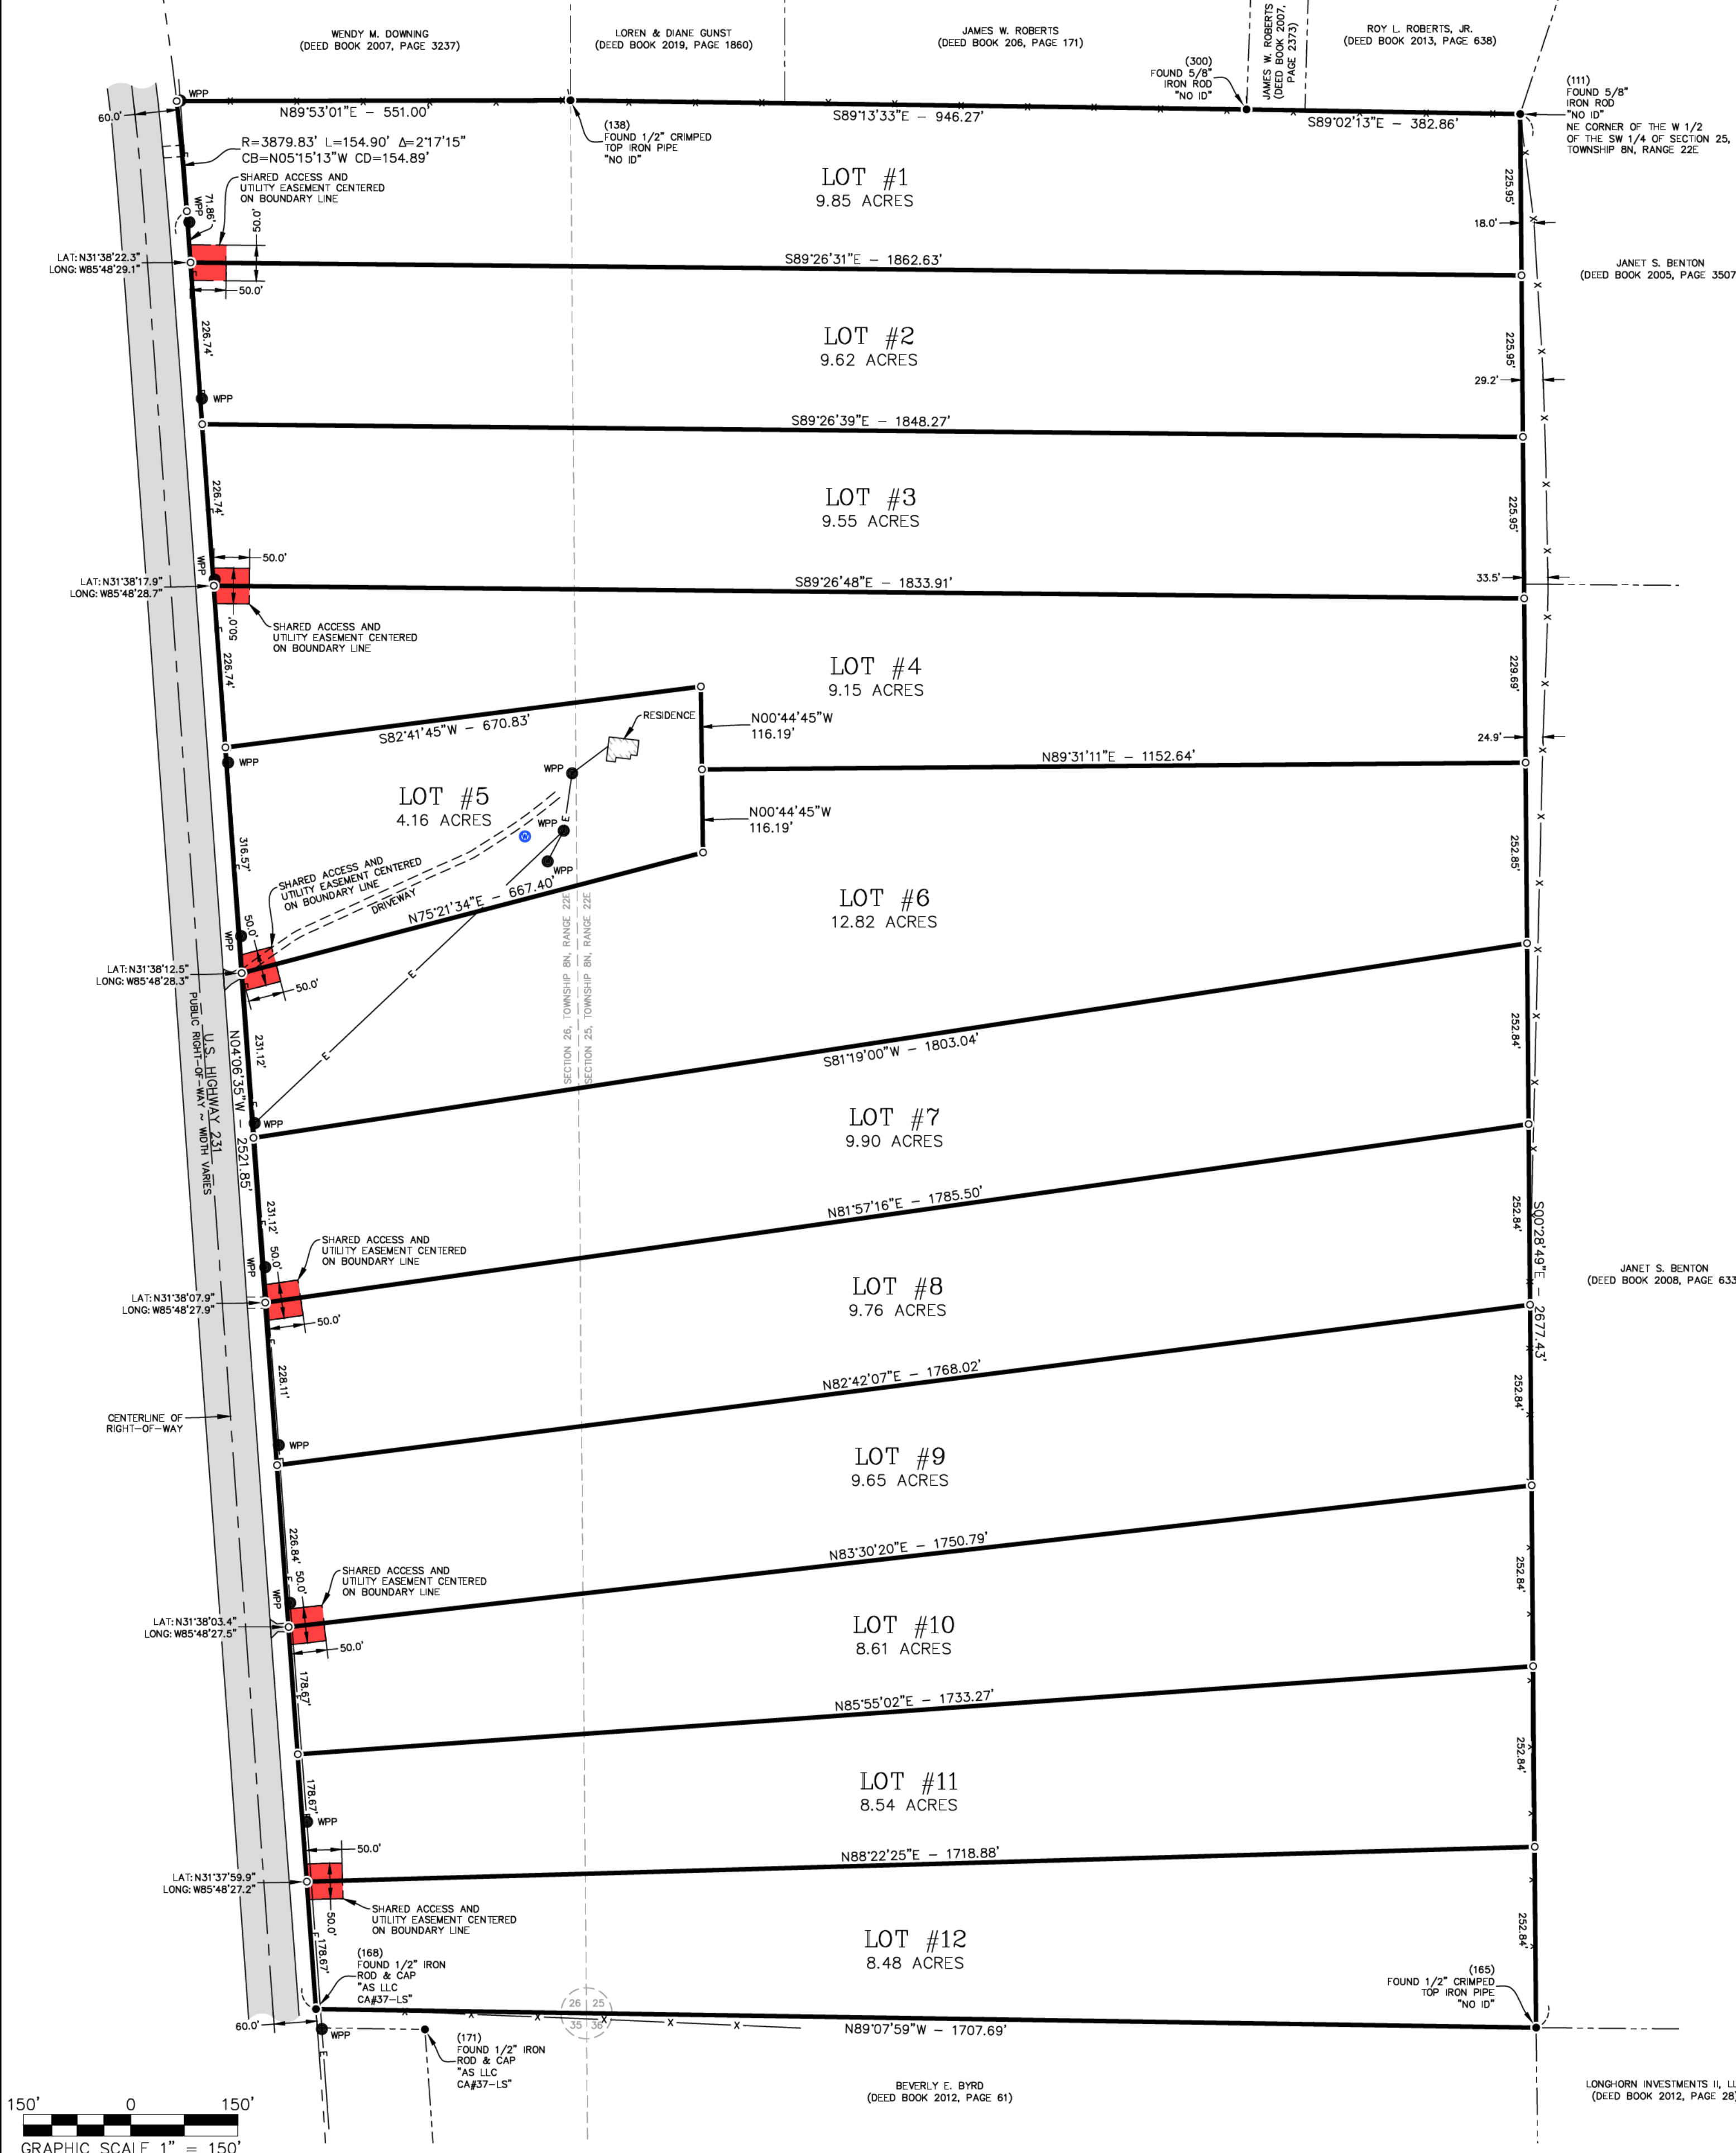 WENDY M. DOWNING
(DEED BOOK 2007, PAGE 3237)
LOREN & DIANE GUNST
(DEED BOOK 2019, PAGE 1860)
JAMES W. ROBERTS
(DEED BOOK 206, PAGE 171)
JAMES W. ROBERTS
(DEED BOOK 2007,
PAGE 2373)
ROY L. ROBERTS, JR.
(DEED BOOK 2013, PAGE 638)
(300)
FOUND 5/8"
IRON ROD
"NO ID"
(111)
FOUND 5/8"
IRON ROD
"NO ID"
NE CORNER OF THE W 1/2
OF THE SW 1/4 OF SECTION 25,
TOWNSHIP 8N, RANGE 22E
WPP
60.0'
N89°53'01"E - 551.00'
(138)
FOUND 1/2" CRIMPED
TOP IRON PIPE
"NO ID"
S89°13'33"E - 946.27'
S89°02'13"E - 382.86'
R=3879.83' L=154.90' Δ=2°17'15"
CB=N05°15'13"W CD=154.89'
SHARED ACCESS AND
UTILITY EASEMENT CENTERED
ON BOUNDARY LINE
LOT #1
9.85 ACRES
225.95'
18.0'
WPP
71.86'
50.0'
50.0'
LAT: N31°38'22.3"
LONG: W85°48'29.1"
S89°26'31"E - 1862.63'
JANET S. BENTON
(DEED BOOK 2005, PAGE 3507
226.74'
LOT #2
9.62 ACRES
225.95'
29.2'
WPP
S89°26'39"E - 1848.27'
226.74'
LOT #3
9.55 ACRES
225.95'
WPP
50.0'
50.0'
LAT: N31°38'17.9"
LONG: W85°48'28.7"
S89°26'48"E - 1833.91'
33.5'
SHARED ACCESS AND
UTILITY EASEMENT CENTERED
ON BOUNDARY LINE
226.74'
LOT #4
9.15 ACRES
229.69'
S82°41'45"W - 670.83'
RESIDENCE
N00°44'45"W
116.19'
24.9'
WPP
WPP
N89°31'11"E - 1152.64'
LOT #5
4.16 ACRES
N00°44'45"W
116.19'
WPP
W
WPP
E
316.57'
SHARED ACCESS AND
UTILITY EASEMENT CENTERED
ON BOUNDARY LINE
DRIVEWAY
N75°21'34"E - 667.40'
252.85'
LOT #6
12.82 ACRES
WPP
50.0'
50.0'
LAT: N31°38'12.5"
LONG: W85°48'28.3"
E
SECTION 26, TOWNSHIP 8N, RANGE 22E
SECTION 25, TOWNSHIP 8N, RANGE 22E
U.S. HIGHWAY 231
PUBLIC RIGHT-OF-WAY ~ WIDTH VARIES
N04°06'35"W - 2521.85'
231.12'
E
252.84'
S81°19'00"W - 1803.04'
WPP
LOT #7
9.90 ACRES
231.12'
252.84'
S00°28'49"E - 2677.43'
N81°57'16"E - 1785.50'
SHARED ACCESS AND
UTILITY EASEMENT CENTERED
ON BOUNDARY LINE
WPP
50.0'
50.0'
LAT: N31°38'07.9"
LONG: W85°48'27.9"
LOT #8
9.76 ACRES
JANET S. BENTON
(DEED BOOK 2008, PAGE 633
228.11'
252.84'
N82°42'07"E - 1768.02'
CENTERLINE OF
RIGHT-OF-WAY
WPP
LOT #9
9.65 ACRES
226.84'
252.84'
N83°30'20"E - 1750.79'
SHARED ACCESS AND
UTILITY EASEMENT CENTERED
ON BOUNDARY LINE
WPP
50.0'
50.0'
LAT: N31°38'03.4"
LONG: W85°48'27.5"
LOT #10
8.61 ACRES
178.67'
N85°55'02"E - 1733.27'
252.84'
LOT #11
8.54 ACRES
178.67'
WPP
50.0'
N88°22'25"E - 1718.88'
LAT: N31°37'59.9"
LONG: W85°48'27.2"
SHARED ACCESS AND
UTILITY EASEMENT CENTERED
ON BOUNDARY LINE
50.0'
178.67'
LOT #12
8.48 ACRES
252.84'
(168)
FOUND 1/2" IRON
ROD & CAP
"AS LLC
CA#37-LS"
(165)
FOUND 1/2" CRIMPED
TOP IRON PIPE
"NO ID"
26 25
35 36
60.0'
WPP
N89°07'59"W - 1707.69'
(171)
FOUND 1/2" IRON
ROD & CAP
"AS LLC
CA#37-LS"
E
BEVERLY E. BYRD
(DEED BOOK 2012, PAGE 61)
LONGHORN INVESTMENTS II, LL
(DEED BOOK 2012, PAGE 28
150' 0 150'
GRAPHIC SCALE 1" = 150'